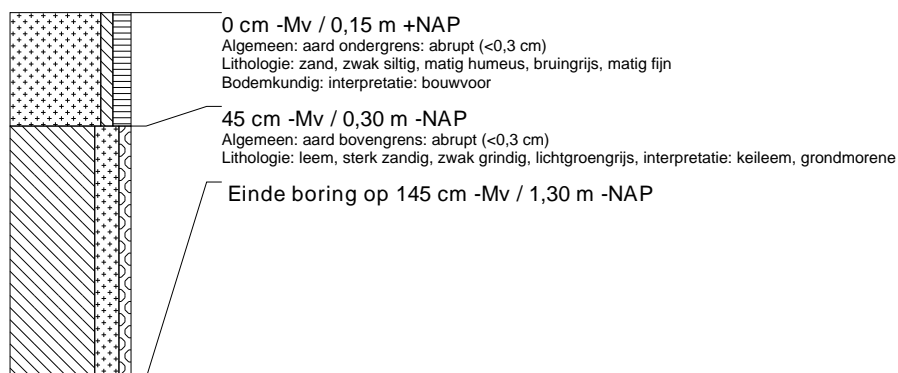 0 cm -Mv / 0,15 m +NAP
Algemeen: aard ondergrens: abrupt (<0,3 cm)
Lithologie: zand, zwak siltig, matig humeus, bruingrijs, matig fijn
Bodemkundig: interpretatie: bouwvoor
45 cm -Mv / 0,30 m -NAP
Algemeen: aard bovengrens: abrupt (<0,3 cm)
Lithologie: leem, sterk zandig, zwak grindig, lichtgroengrijs, interpretatie: keileem, grondmorene
Einde boring op 145 cm -Mv / 1,30 m -NAP